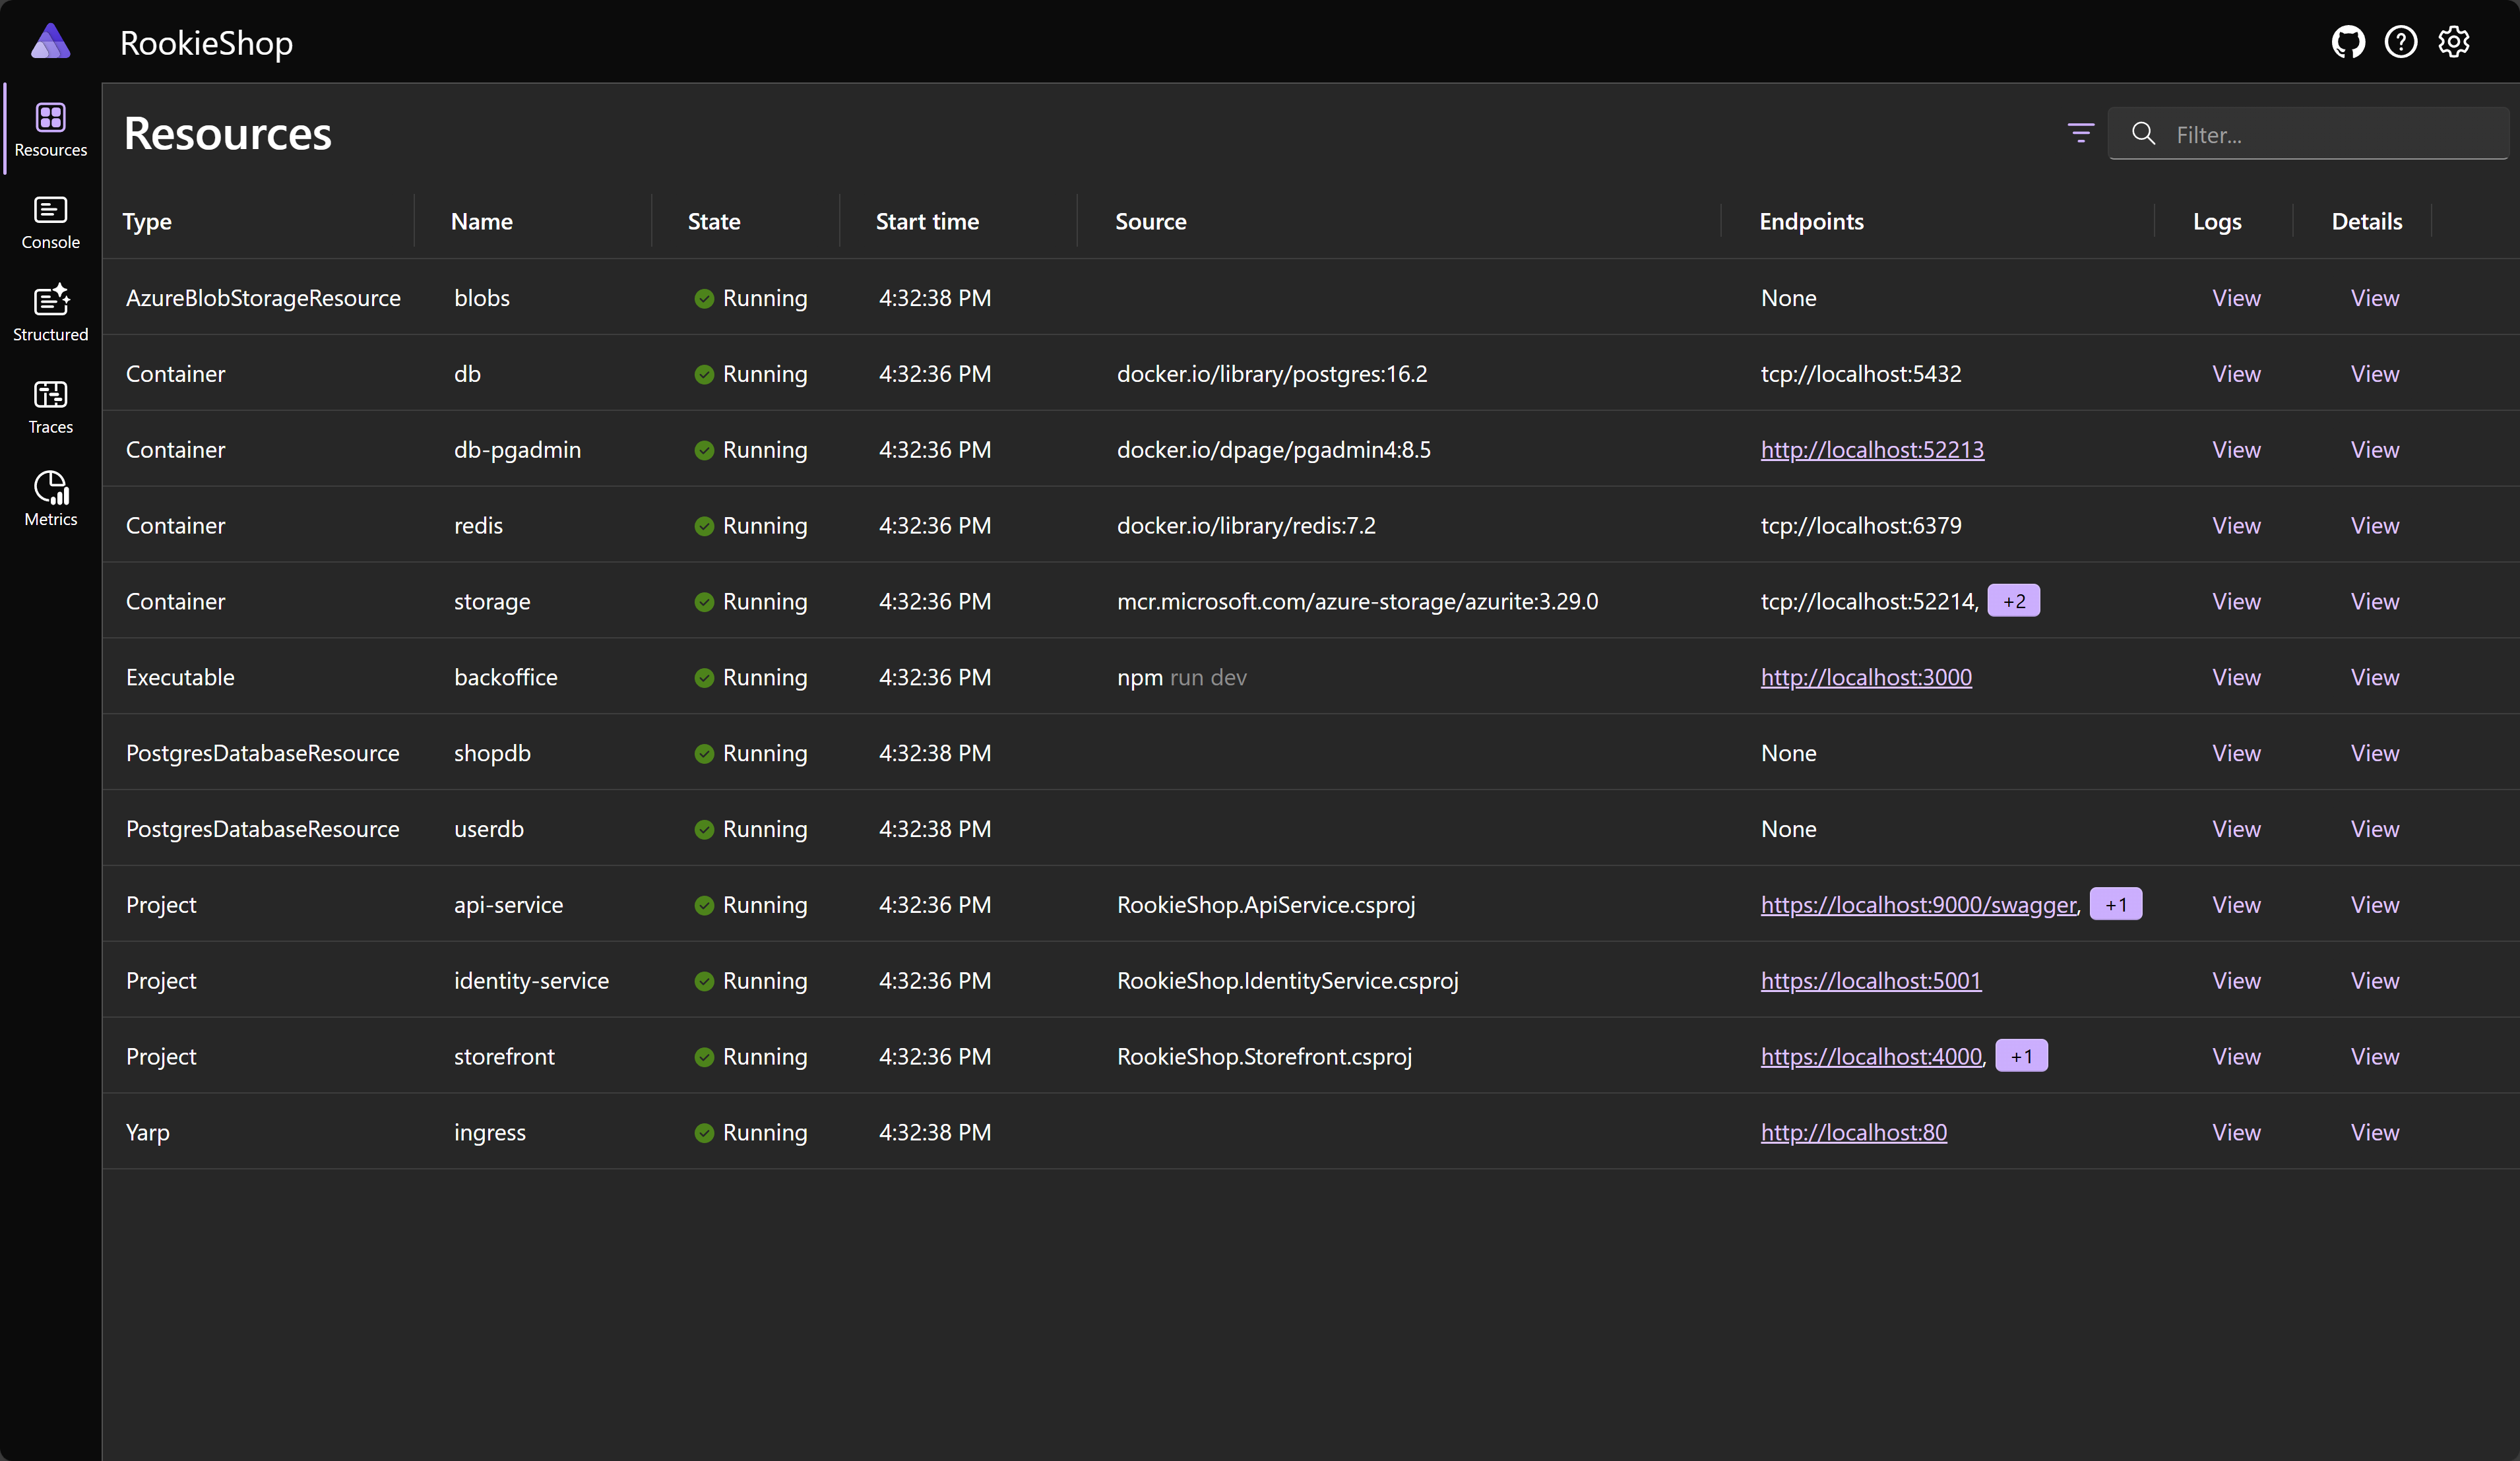 RookieShop
Resources
Console
Structured
Traces
Metrics
Resources
Filter...
Type Name State Start time Source Endpoints Logs Details
AzureBlobStorageResource blobs Running 4:32:38 PM None View View
Container db Running 4:32:36 PM docker.io/library/postgres:16.2 tcp://localhost:5432 View View
Container db-pgadmin Running 4:32:36 PM docker.io/dpage/pgadmin4:8.5 http://localhost:52213 View View
Container redis Running 4:32:36 PM docker.io/library/redis:7.2 tcp://localhost:6379 View View
Container storage Running 4:32:36 PM mcr.microsoft.com/azure-storage/azurite:3.29.0 tcp://localhost:52214, +2 View View
Executable backoffice Running 4:32:36 PM npm run dev http://localhost:3000 View View
PostgresDatabaseResource shopdb Running 4:32:38 PM None View View
PostgresDatabaseResource userdb Running 4:32:38 PM None View View
Project api-service Running 4:32:36 PM RookieShop.ApiService.csproj https://localhost:9000/swagger, +1 View View
Project identity-service Running 4:32:36 PM RookieShop.IdentityService.csproj https://localhost:5001 View View
Project storefront Running 4:32:36 PM RookieShop.Storefront.csproj https://localhost:4000, +1 View View
Yarp ingress Running 4:32:38 PM http://localhost:80 View View